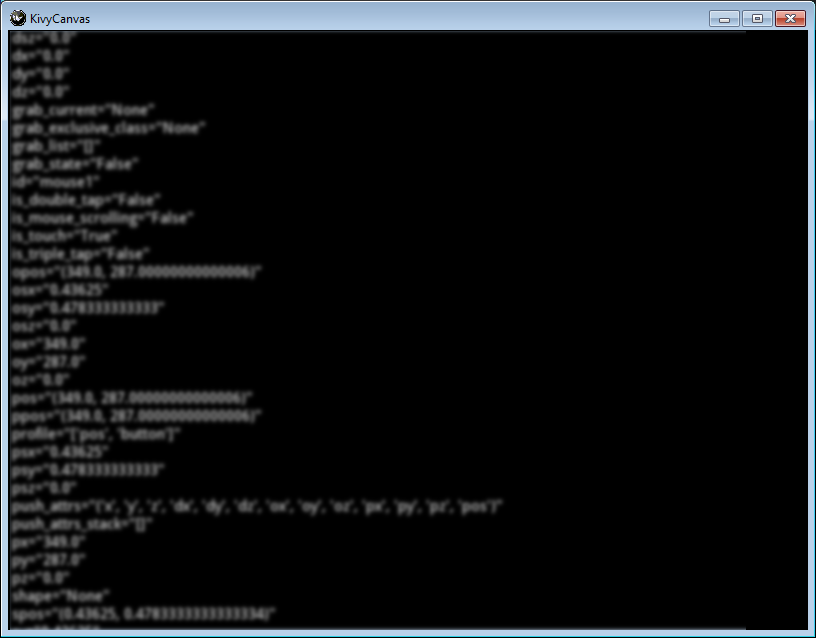 KivyCanvas
dsz="0.0"
dx="0.0"
dy="0.0"
dz="0.0"
grab_current="None"
grab_exclusive_class="None"
grab_list="[]"
grab_state="False"
id="mouse1"
is_double_tap="False"
is_mouse_scrolling="False"
is_touch="True"
is_triple_tap="False"
opos="(349.0, 287.00000000000006)"
osx="0.43625"
osy="0.478333333333"
osz="0.0"
ox="349.0"
oy="287.0"
oz="0.0"
pos="(349.0, 287.00000000000006)"
ppos="(349.0, 287.00000000000006)"
profile="['pos', 'button']"
psx="0.43625"
psy="0.478333333333"
psz="0.0"
push_attrs="('x', 'y', 'z', 'dx', 'dy', 'dz', 'ox', 'oy', 'oz', 'px', 'py', 'pz', 'pos')"
push_attrs_stack="[]"
px="349.0"
py="287.0"
pz="0.0"
shape="None"
spos="(0.43625, 0.4783333333333334)"